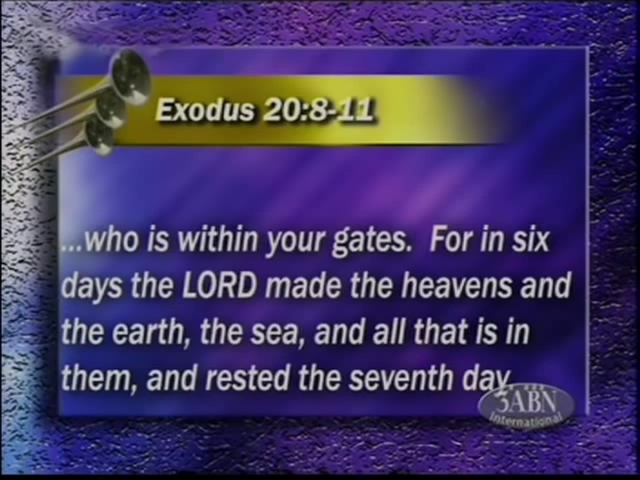 Exodus 20:8-11
...who is within your gates.  For in six
days the LORD made the heavens and
the earth, the sea, and all that is in
them, and rested the seventh day
3ABN
International